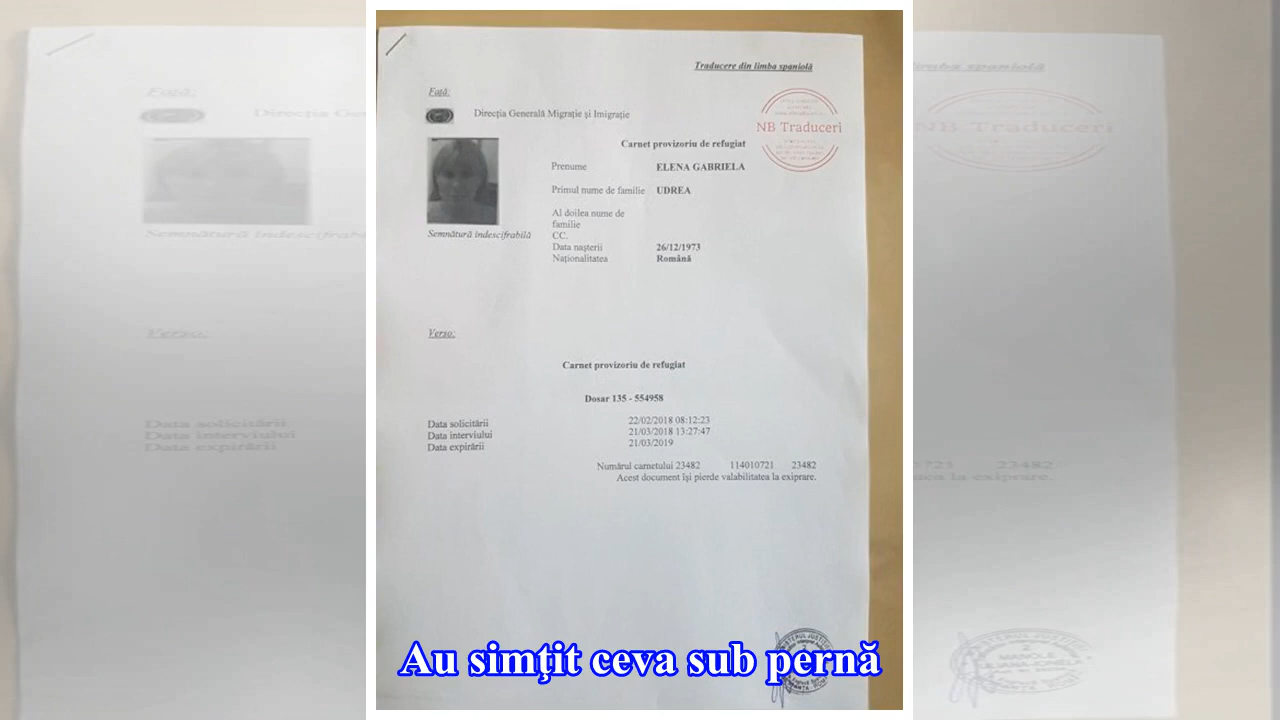 Traducere din limba spaniolă
Față:
Direcția Generală Migrație și Imigrație
NB Traduceri
Carnet provizoriu de refugiat
Prenume ELENA GABRIELA
Primul nume de familie UDREA
Al doilea nume de
familie
Semnătură indescifrabilă
CC.
Data nașterii 26/12/1973
Naționalitatea Română
Verso:
Carnet provizoriu de refugiat
Dosar 135 - 554958
Data solicitării 22/02/2018 08:12:23
Data interviului 21/03/2018 13:27:47
Data expirării 21/03/2019
Numărul carnetului 23482 114010721 23482
Acest document își pierde valabilitatea la exiprare.
Au simţit ceva sub pernă